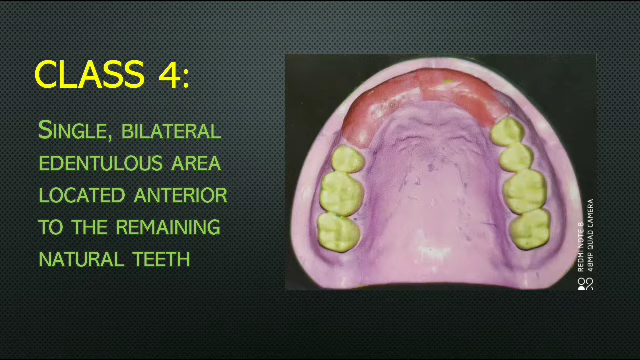 CLASS 4:
SINGLE, BILATERAL
EDENTULOUS AREA
LOCATED ANTERIOR
TO THE REMAINING
NATURAL TEETH
REDMI NOTE 8
48MP QUAD CAMERA